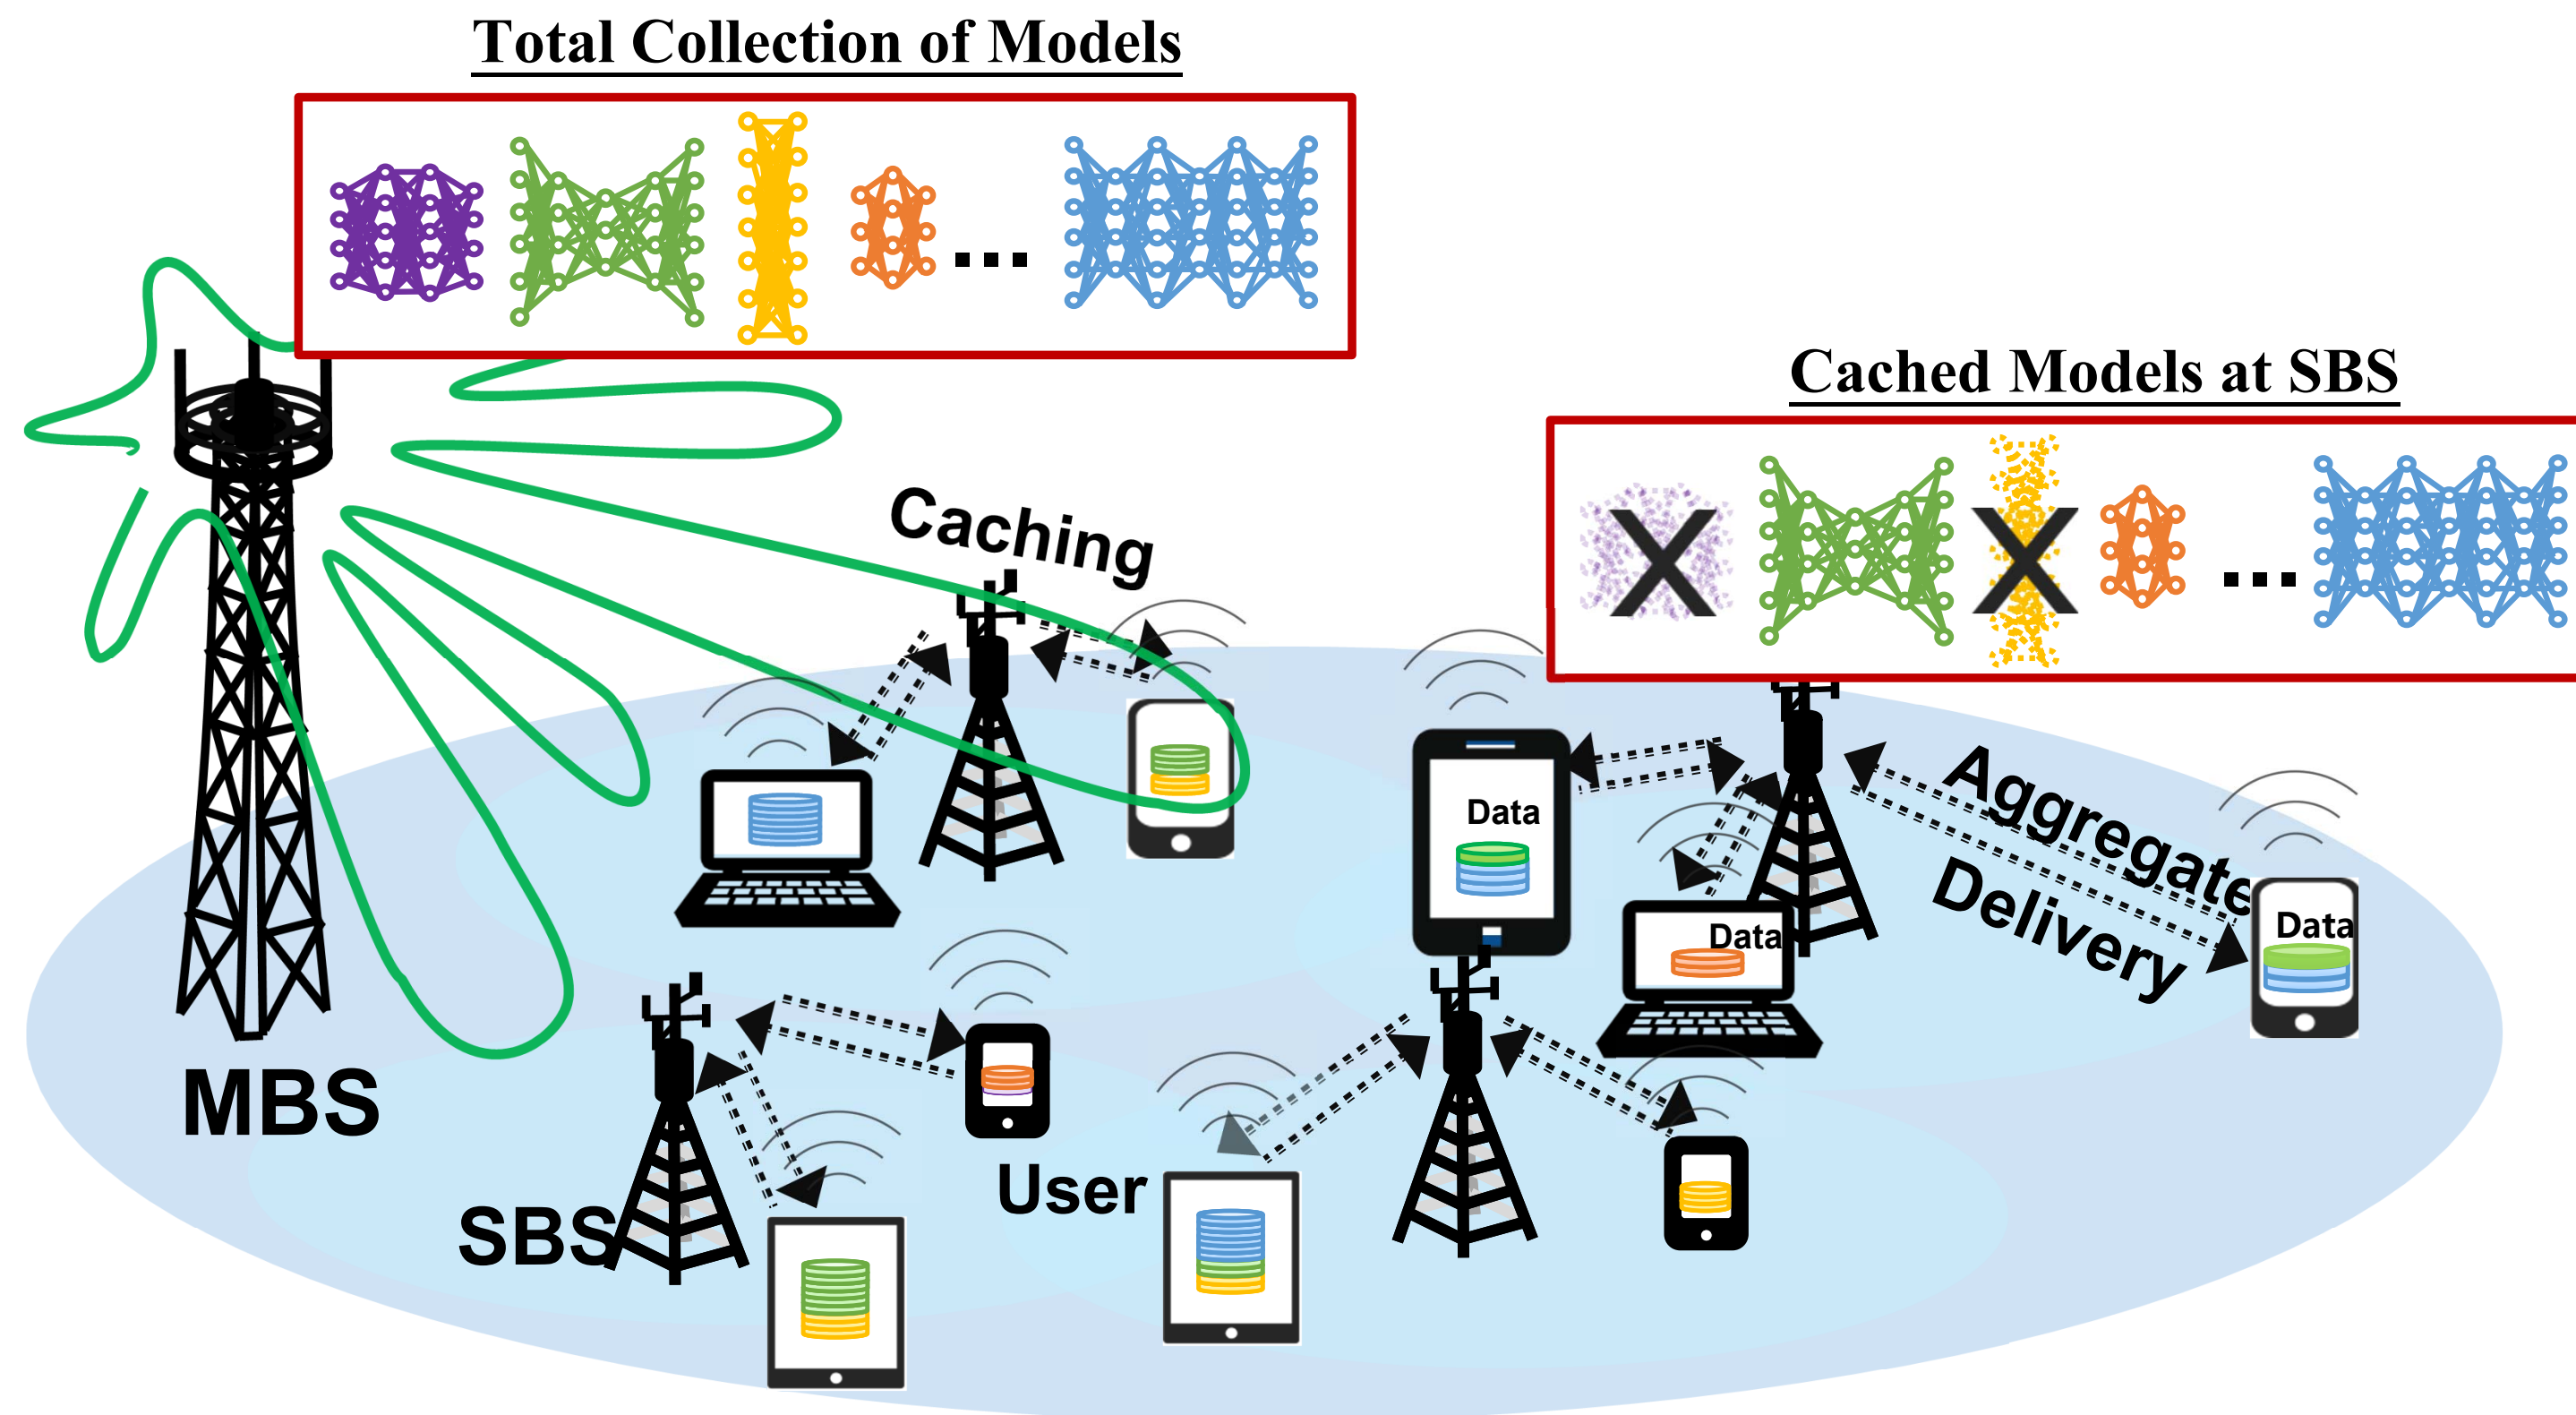 Total Collection of Models
...
Cached Models at SBS
X
X
...
Caching
Aggregate
Delivery
Data
Data
Data
MBS
SBS
User